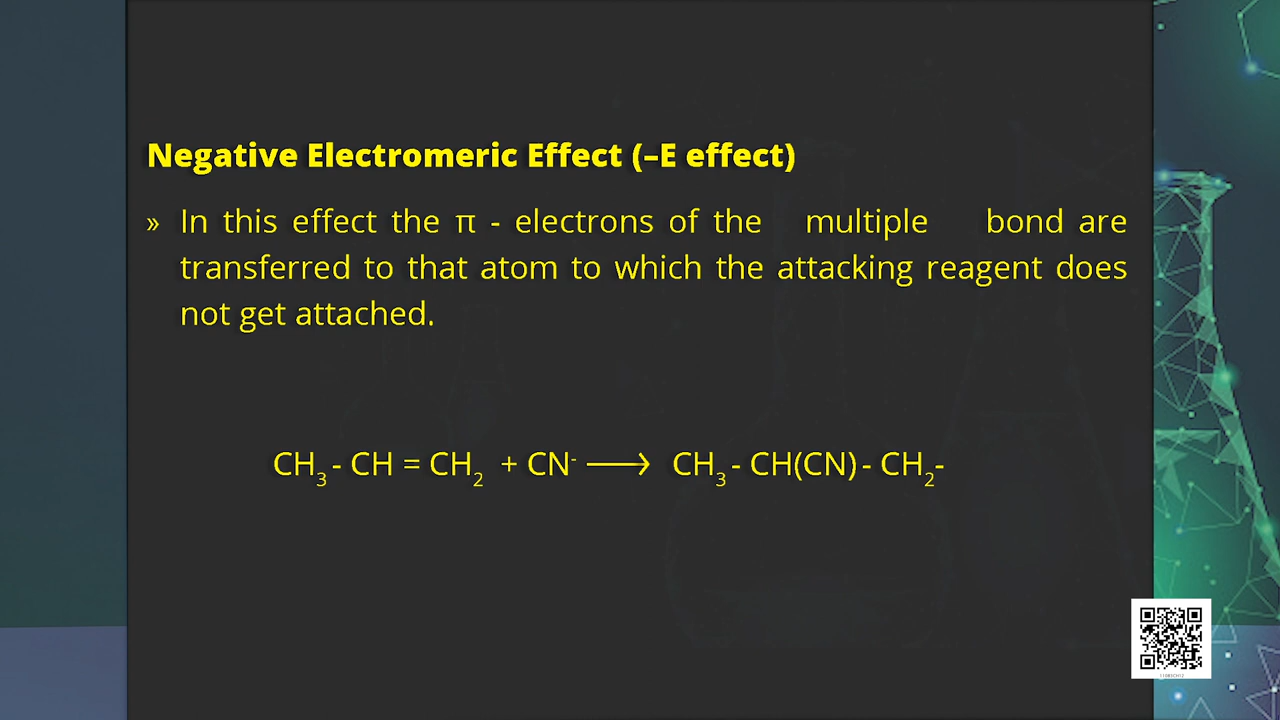 Negative Electromeric Effect (–E effect)
» In this effect the π - electrons of the multiple bond are
transferred to that atom to which the attacking reagent does
not get attached.
CH₃ - CH = CH₂ + CN⁻ ⟶ CH₃ - CH(CN) - CH₂-